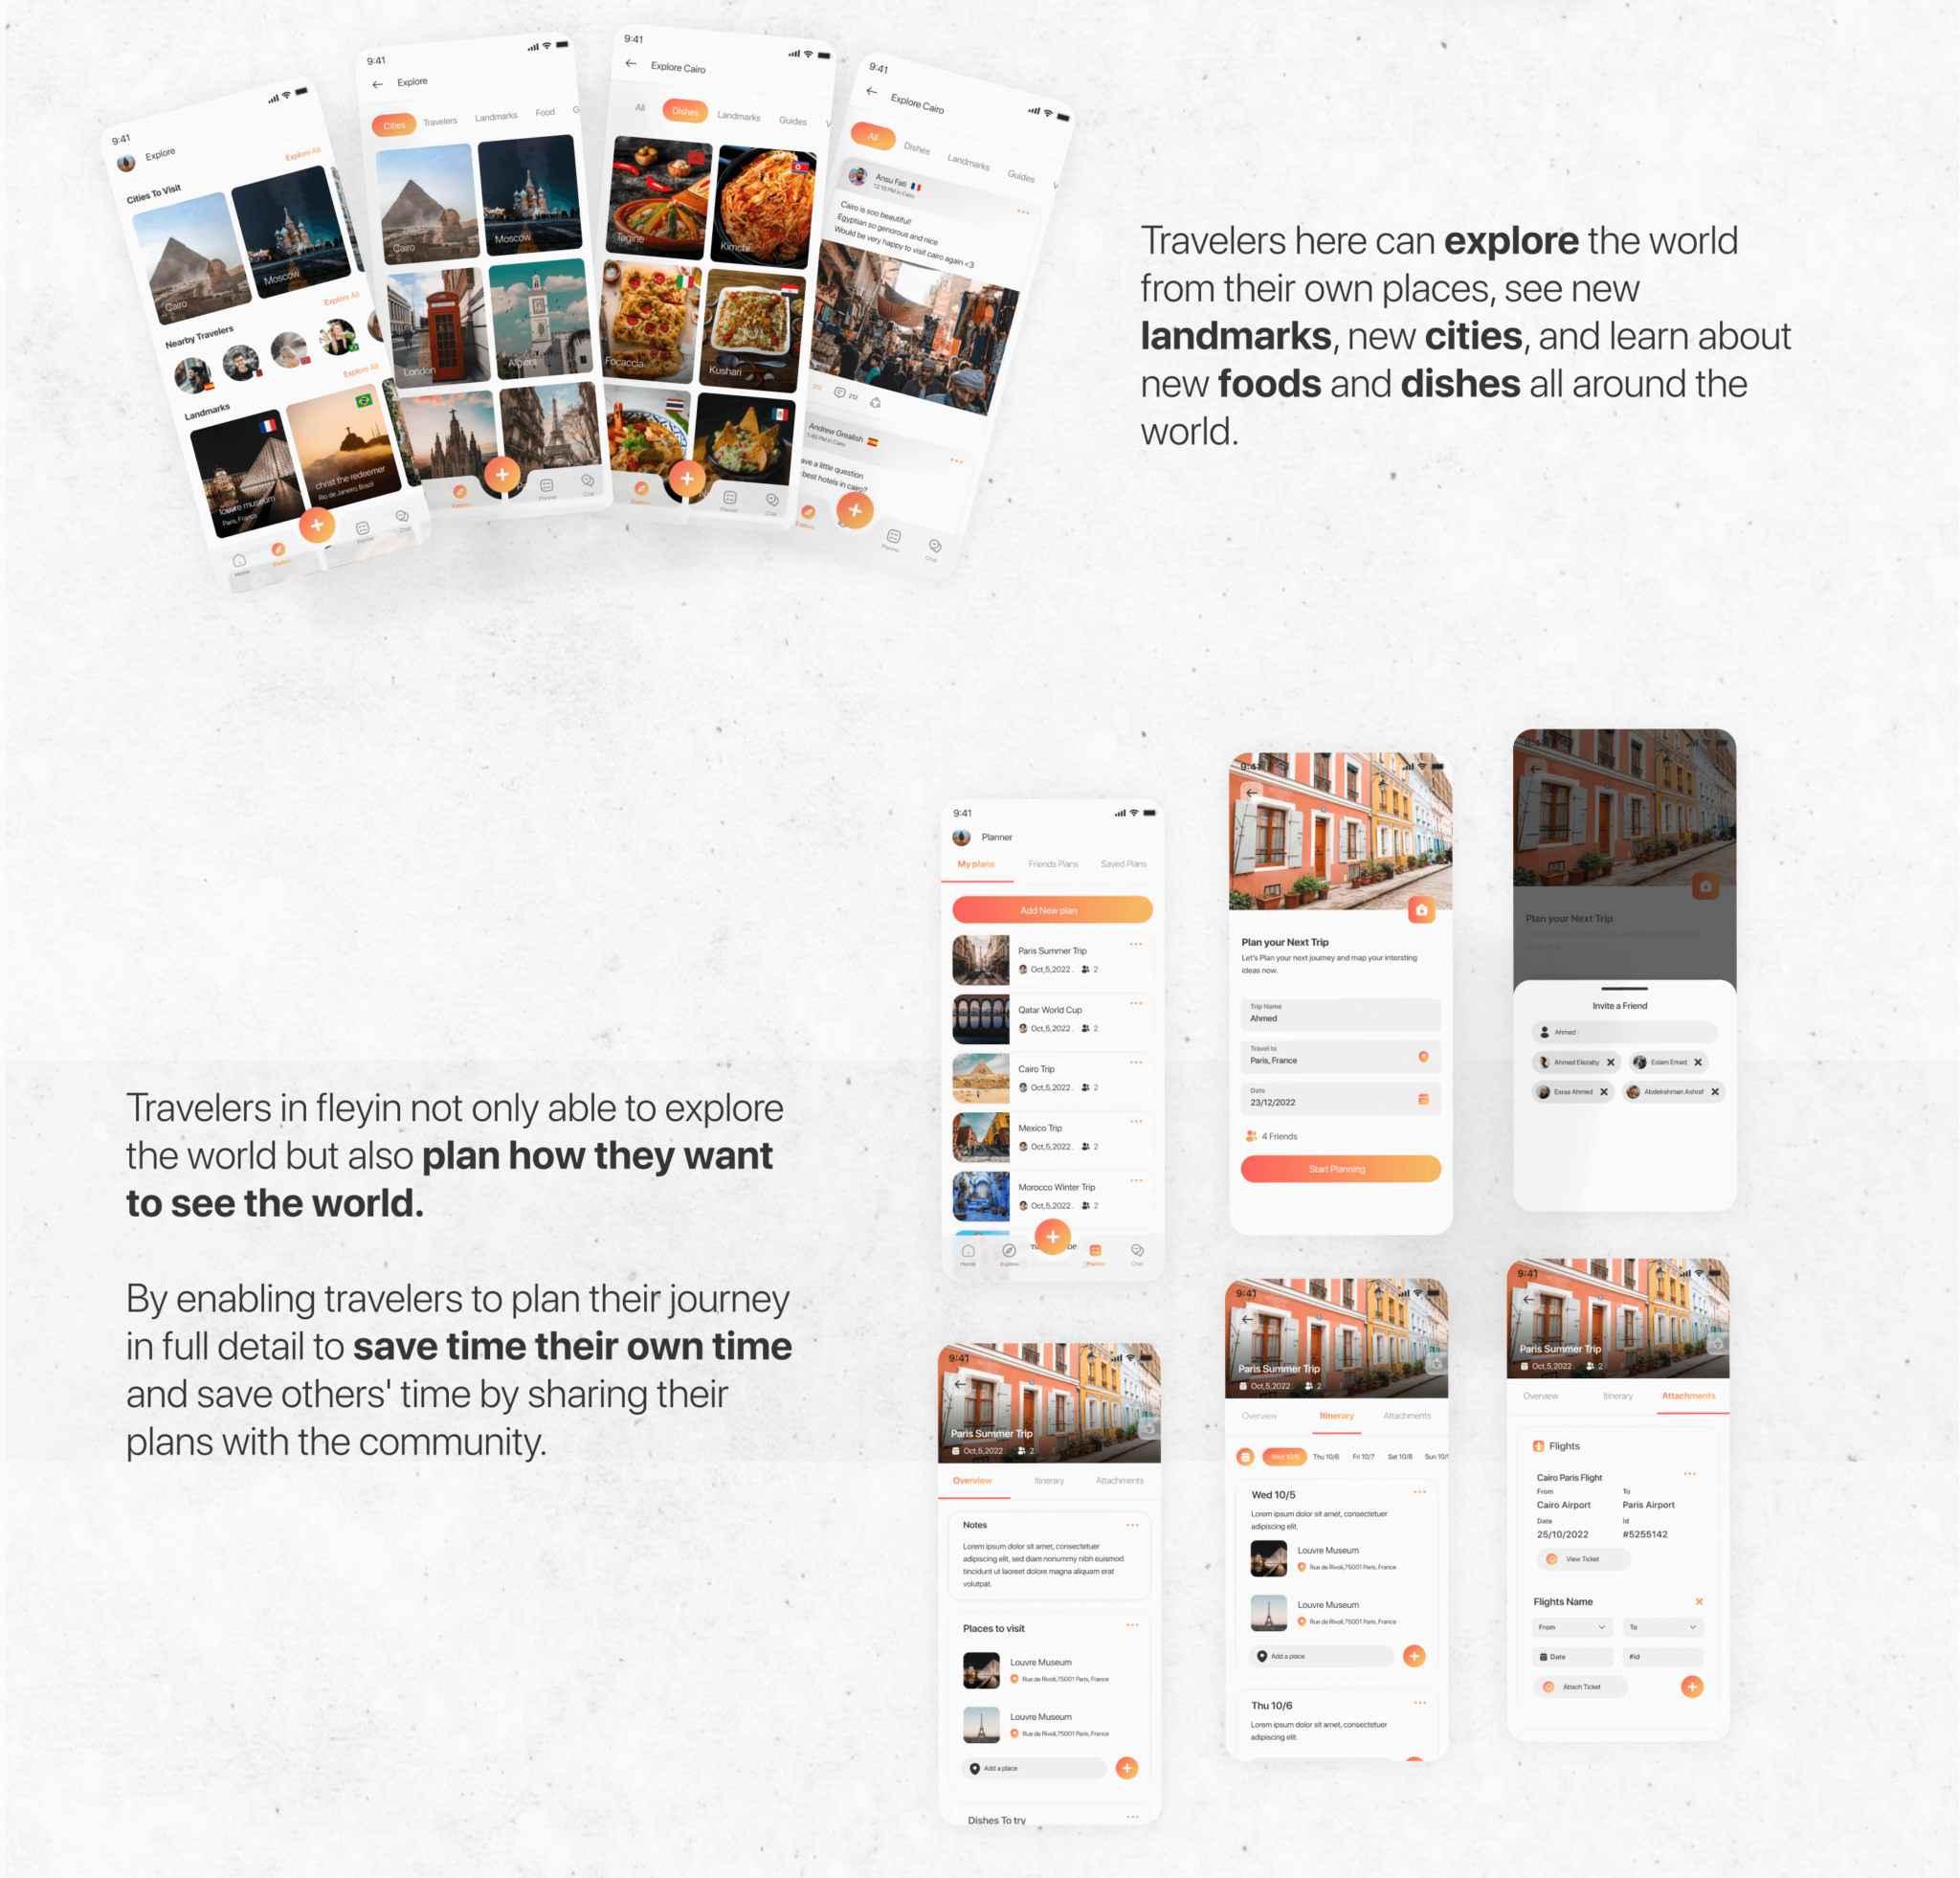 9:41
Explore
Cities To Visit
Explore All
Cairo
Moscow
Nearby Travelers
Explore All
Landmarks
Explore All
louvre museum
Paris, France
christ the redeemer
Rio de Janeiro, Brazil
Home
Explore
Planner
Chat
9:41
Explore
Cities
Travelers
Landmarks
Food
G
Cairo
Moscow
London
Algiers
Explore
Planner
Chat
9:41
Explore Cairo
All
Dishes
Landmarks
Guides
V
Tagine
Kimchi
Focaccia
Kushari
Explore
Planner
Chat
9:41
Explore Cairo
All
Dishes
Landmarks
Guides
V
Ansu Fati
12:15 PM in Cairo
Cairo is soo beautiful!
Egyptian so genorous and nice
Would be very happy to visit cairo again <3
212
212
Andrew Grealish
1:45 PM in Cairo
ave a little question
best hotels in cairo?
Explore
Planner
Chat
Travelers here can explore the world
from their own places, see new
landmarks, new cities, and learn about
new foods and dishes all around the
world.
Travelers in fleyin not only able to explore
the world but also plan how they want
to see the world.
By enabling travelers to plan their journey
in full detail to save time their own time
and save others' time by sharing their
plans with the community.
9:41
Planner
My plans
Friends Plans
Saved Plans
Add New plan
Paris Summer Trip
Oct,5,2022 . 2
Qatar World Cup
Oct,5,2022 . 2
Cairo Trip
Oct,5,2022 . 2
Mexico Trip
Oct,5,2022 . 2
Morocco Winter Trip
Oct,5,2022 . 2
Home
Explore
Planner
Chat
9:41
Plan your Next Trip
Let's Plan your next journey and map your intersting
ideas now.
Trip Name
Ahmed
Travel to
Paris, France
Date
23/12/2022
4 Friends
Start Planning
9:41
Plan your Next Trip
Invite a Friend
Ahmed :
Ahmed Elezaby
Eslam Emad
Esraa Ahmed
Abdelrahman Ashraf
9:41
Paris Summer Trip
Oct,5,2022 . 2
Overview
Itinerary
Attachments
Notes
Lorem ipsum dolor sit amet, consectetuer
adipiscing elit, sed diam nonummy nibh euismod
tincidunt ut laoreet dolore magna aliquam erat
volutpat.
Places to visit
Louvre Museum
Rue de Rivoli,75001 Paris, France
Louvre Museum
Rue de Rivoli,75001 Paris, France
Add a place
Dishes To try
9:41
Paris Summer Trip
Oct,5,2022 . 2
Overview
Itinerary
Attachments
Wed 10/5
Thu 10/6
Fri 10/7
Sat 10/8
Sun 10/9
Wed 10/5
Lorem ipsum dolor sit amet, consectetuer
adipiscing elit.
Louvre Museum
Rue de Rivoli,75001 Paris, France
Louvre Museum
Rue de Rivoli,75001 Paris, France
Add a place
Thu 10/6
Lorem ipsum dolor sit amet, consectetuer
adipiscing elit.
9:41
Paris Summer Trip
Oct,5,2022 . 2
Overview
Itinerary
Attachments
Flights
Cairo Paris Flight
From
To
Cairo Airport
Paris Airport
Date
Id
25/10/2022
#5255142
View Ticket
Flights Name
From
To
Date
#id
Attach Ticket